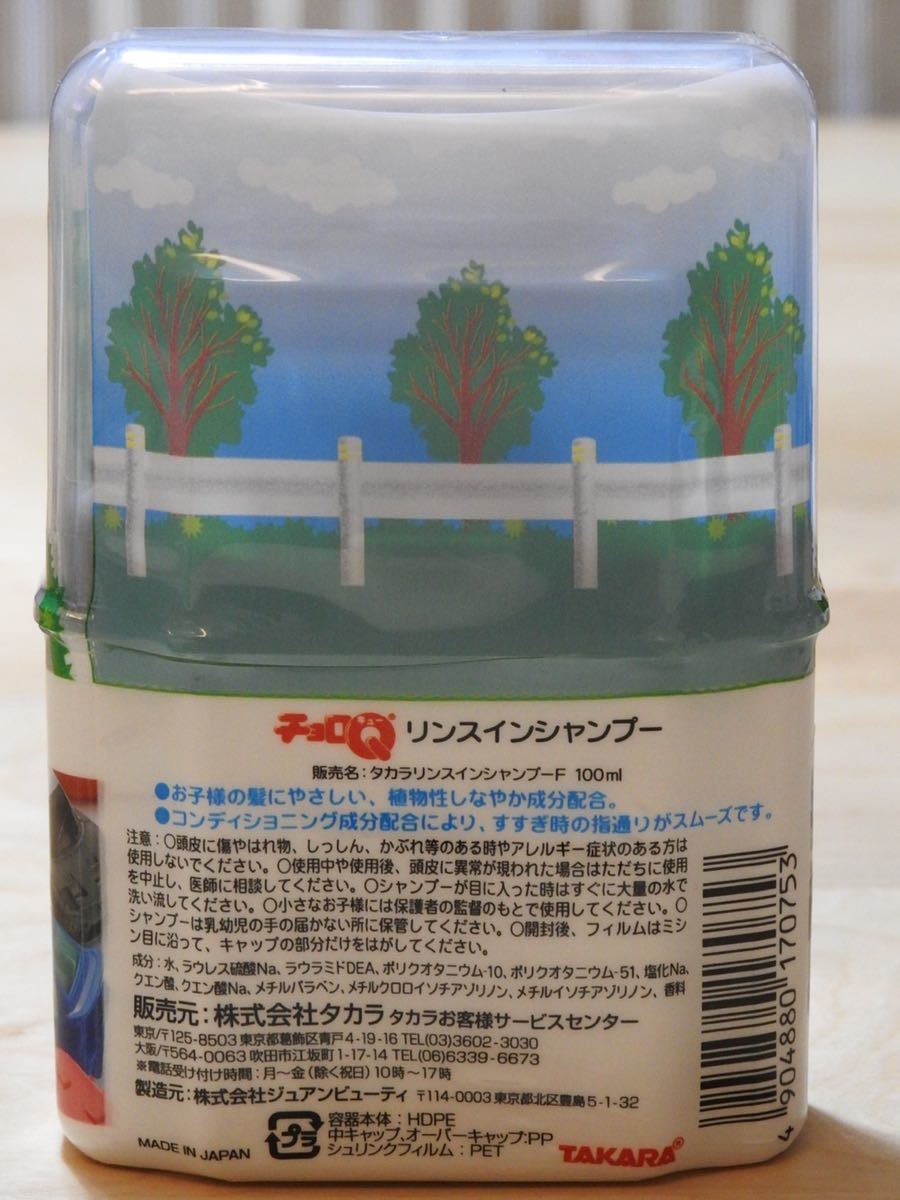 チョロQ キュー リンスインシャンプー
販売名：タカラリンスインシャンプーF 100ml
●お子様の髪にやさしい、植物性しなやか成分配合。
●コンディショニング成分配合により、すすぎ時の指通りがスムーズです。
注意：〇頭皮に傷やはれ物、しっしん、かぶれ等のある時やアレルギー症状のある方は
使用しないでください。〇使用中や使用後、頭皮に異常が現われた場合はただちに使用
を中止し、医師に相談してください。〇シャンプーが目に入った時はすぐに大量の水で
洗い流してください。〇小さなお子様には保護者の監督のもとで使用してください。〇
シャンプーは乳幼児の手の届かない所に保管してください。〇開封後、フィルムはミシ
ン目に沿って、キャップの部分だけをはがしてください。
成分：水、ラウレス硫酸Na、ラウラミドDEA、ポリクオタニウム-10、ポリクオタニウム-51、塩化Na、
クエン酸、クエン酸Na、メチルパラベン、メチルクロロイソチアゾリノン、メチルイソチアゾリノン、香料
販売元：株式会社タカラ タカラお客様サービスセンター
東京/〒125-8503 東京都葛飾区青戸4-19-16 TEL(03)3602-3030
大阪/〒564-0063 吹田市江坂町1-17-14 TEL(06)6339-6673
※電話受け付け時間：月～金（除く祝日）10時～17時
製造元：株式会社ジュアンビューティ 〒114-0003 東京都北区豊島5-1-32
MADE IN JAPAN
プラ
容器本体：HDPE
中キャップ、オーバーキャップ:PP
シュリンクフィルム：PET
TAKARA®
4904880170753